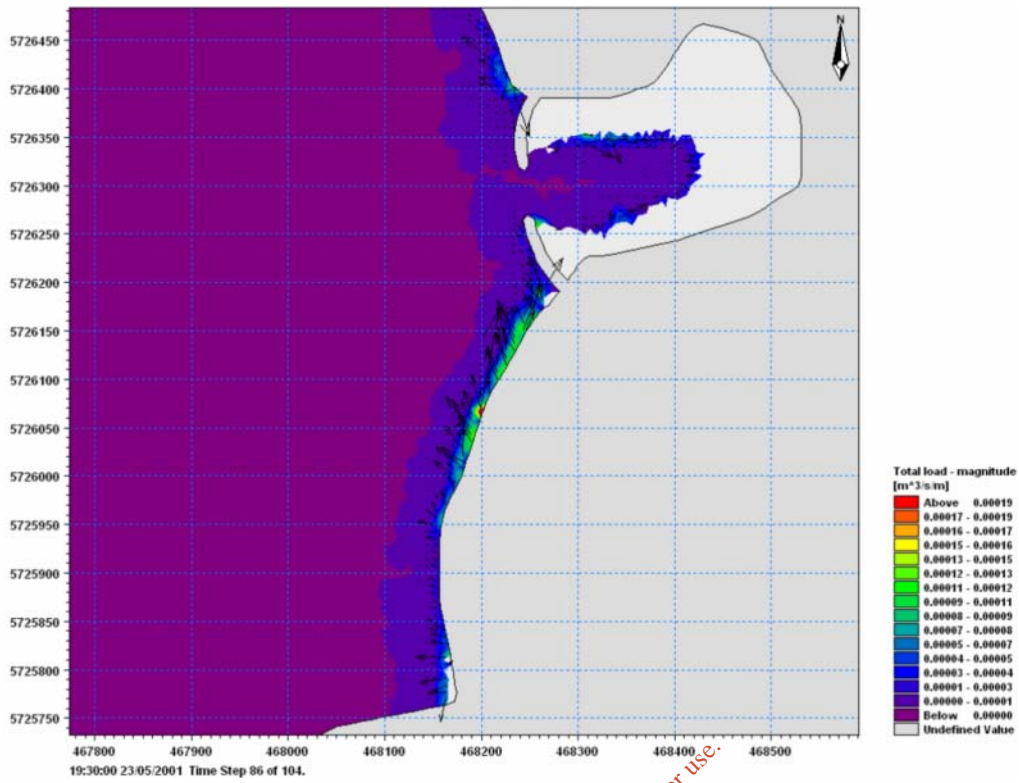 N
5726450
5726400
5726350
5726300
5726250
5726200
5726150
5726100
5726050
5726000
5725950
5725900
5725850
5725800
5725750
467800 467900 468000 468100 468200 468300 468400 468500
19:30:00 23/05/2001 Time Step 86 of 104.
Total load - magnitude
[m^3/s/m]
Above 0.00019
0.00017 - 0.00019
0.00016 - 0.00017
0.00015 - 0.00016
0.00013 - 0.00015
0.00012 - 0.00013
0.00011 - 0.00012
0.00009 - 0.00011
0.00008 - 0.00009
0.00007 - 0.00008
0.00005 - 0.00007
0.00004 - 0.00005
0.00003 - 0.00004
0.00001 - 0.00003
0.00000 - 0.00001
Below 0.00000
Undefined Value
use.